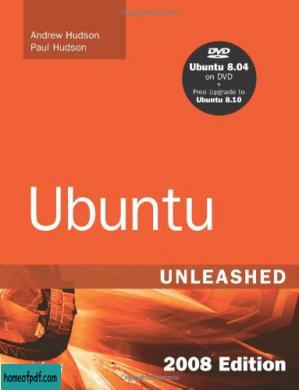 Andrew Hudson
Paul Hudson
DVD
Ubuntu 8.04
on DVD
+
Free Upgrade to
Ubuntu 8.10
Ubuntu
UNLEASHED
2008 Edition
homeofpdf.com